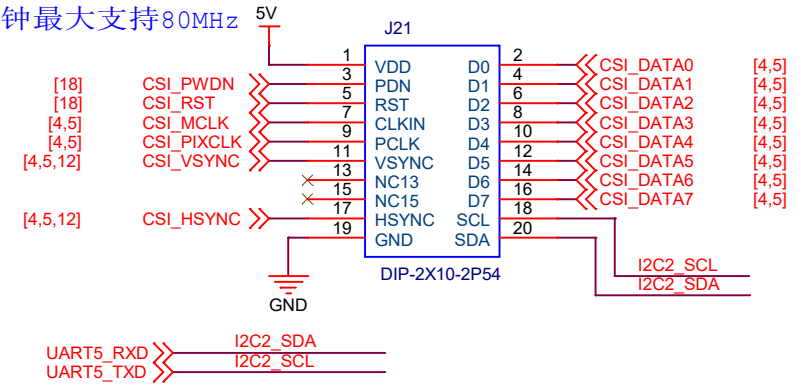 钟最大支持80MHz
5V
J21
1 VDD D0 2 CSI_DATA0 [4,5]
[18] CSI_PWDN 3 PDN D1 4 CSI_DATA1 [4,5]
[18] CSI_RST 5 RST D2 6 CSI_DATA2 [4,5]
[4,5] CSI_MCLK 7 CLKIN D3 8 CSI_DATA3 [4,5]
[4,5] CSI_PIXCLK 9 PCLK D4 10 CSI_DATA4 [4,5]
[4,5,12] CSI_VSYNC 11 VSYNC D5 12 CSI_DATA5 [4,5]
13 NC13 D6 14 CSI_DATA6 [4,5]
15 NC15 D7 16 CSI_DATA7 [4,5]
[4,5,12] CSI_HSYNC 17 HSYNC SCL 18
19 GND SDA 20
I2C2_SCL
DIP-2X10-2P54
I2C2_SDA
GND
I2C2_SDA
UART5_RXD
I2C2_SCL
UART5_TXD